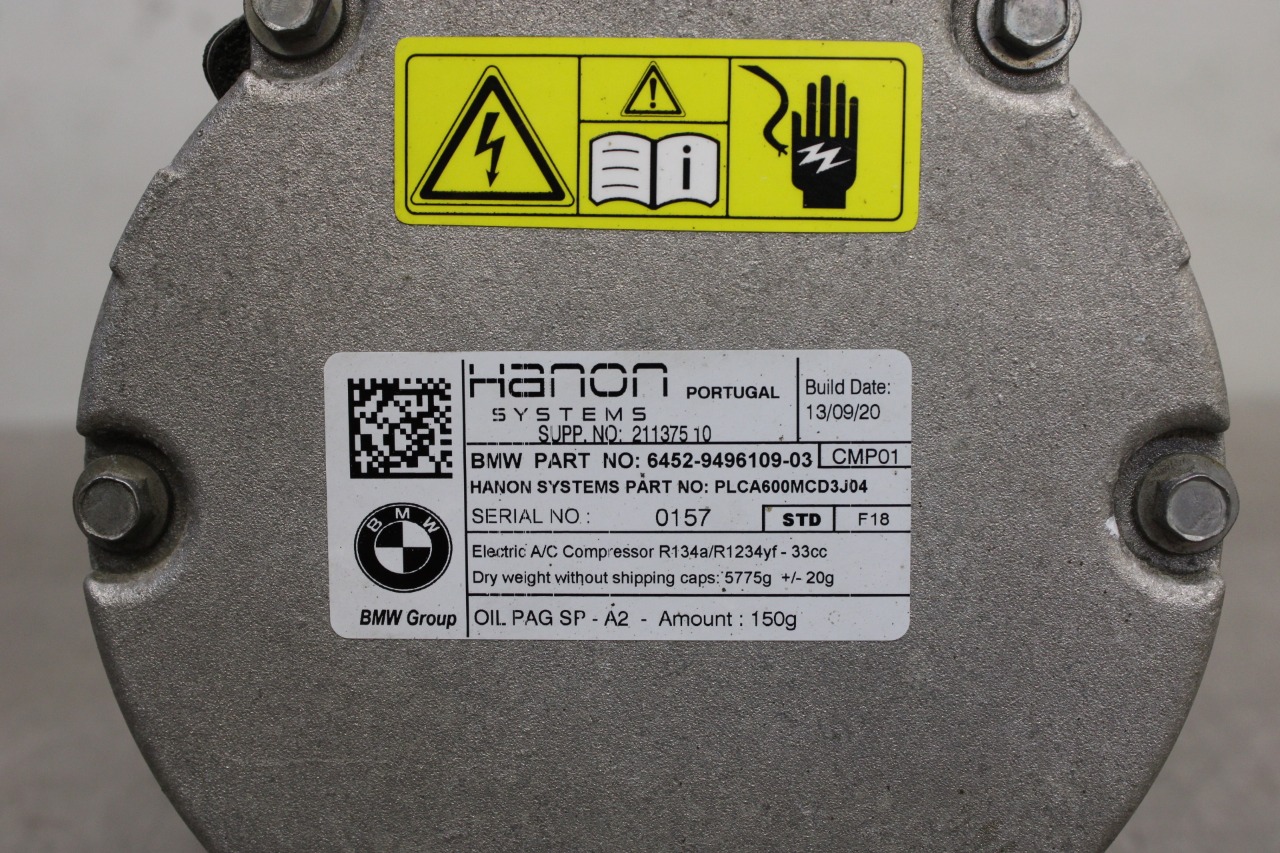 i
Hanon
SYSTEMS
PORTUGAL
Build Date:
13/09/20
SUPP. NO: 211375 10
BMW PART NO: 6452-9496109-03
CMP01
HANON SYSTEMS PART NO: PLCA600MCD3J04
SERIAL NO.: 0157 STD F18
BMW
Electric A/C Compressor R134a/R1234yf - 33cc
Dry weight without shipping caps: 5775g +/- 20g
BMW Group
OIL PAG SP - A2 - Amount : 150g